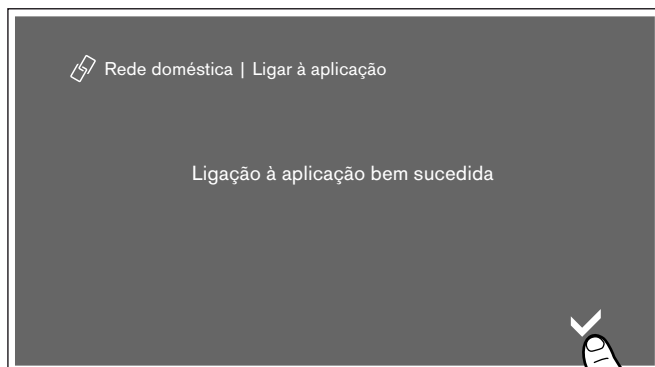 Rede doméstica | Ligar à aplicação
Ligação à aplicação bem sucedida